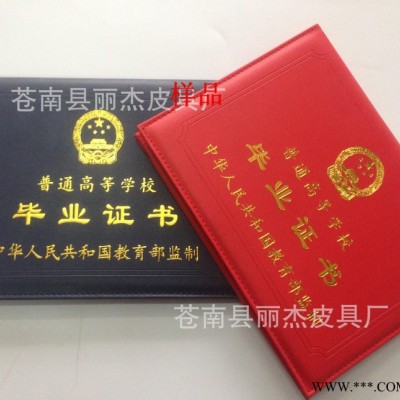 苍南县丽杰皮具厂
样品
普通高等学校
毕业证书
中华人民共和国教育部监制
普通高等学校
毕业证书
中华人民共和国教育部监制
苍南县丽杰皮具厂
www.***.COM